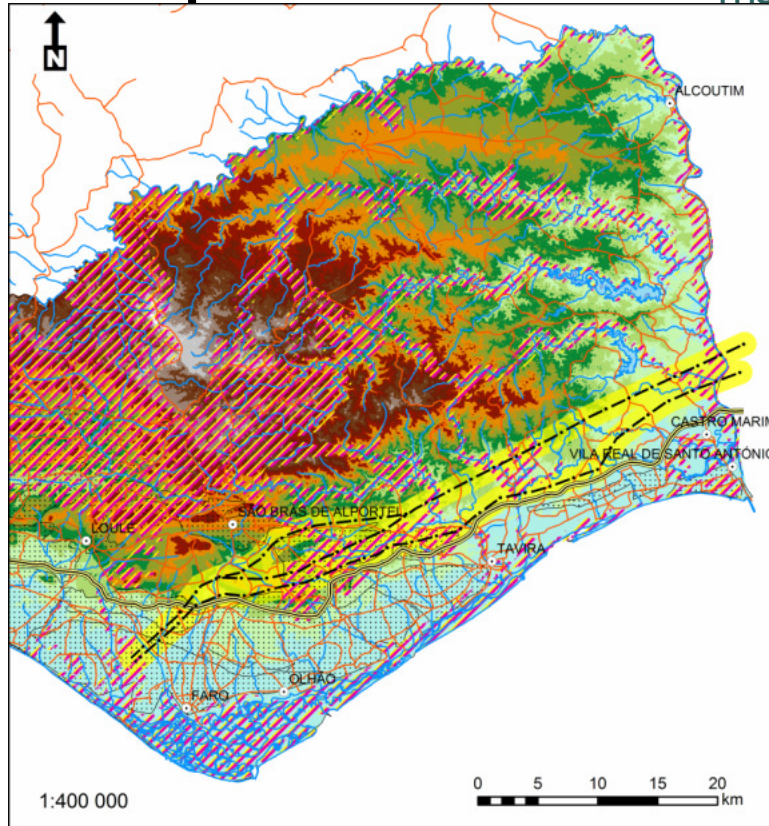 N
ALCOUTIM
CASTRO MARIM
VILA REAL DE SANTO ANTÓNIO
SÃO BRÁS DE ALPORTEL
LOULÉ
TAVIRA
OLHÃO
FARO
1:400 000
0 5 10 15 20
km